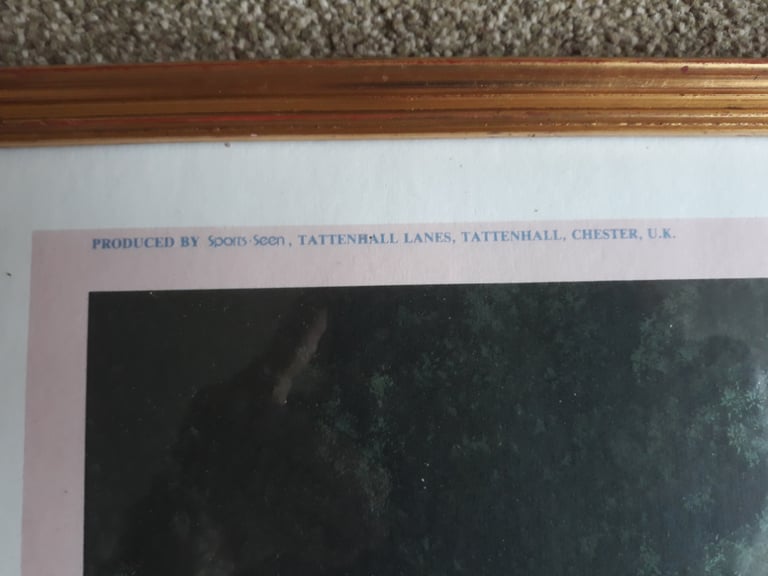 PRODUCED BY Sports·Seen, TATTENHALL LANES, TATTENHALL, CHESTER, U.K.